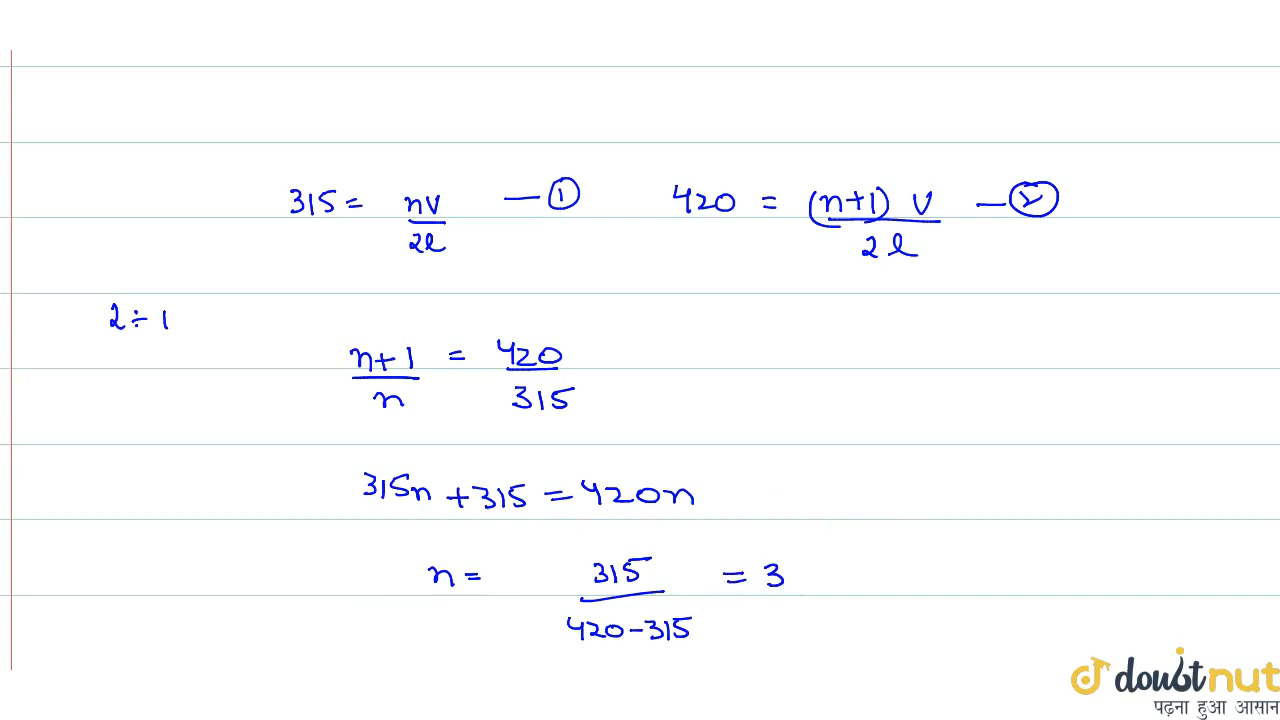 315 = nv/2l — ① 420 = (n+1) v/2l — ②
2 ÷ 1
n+1/n = 420/315
315n + 315 = 420n
n = 315/420-315 = 3
doubtnut
पढ़ना हुआ आसान